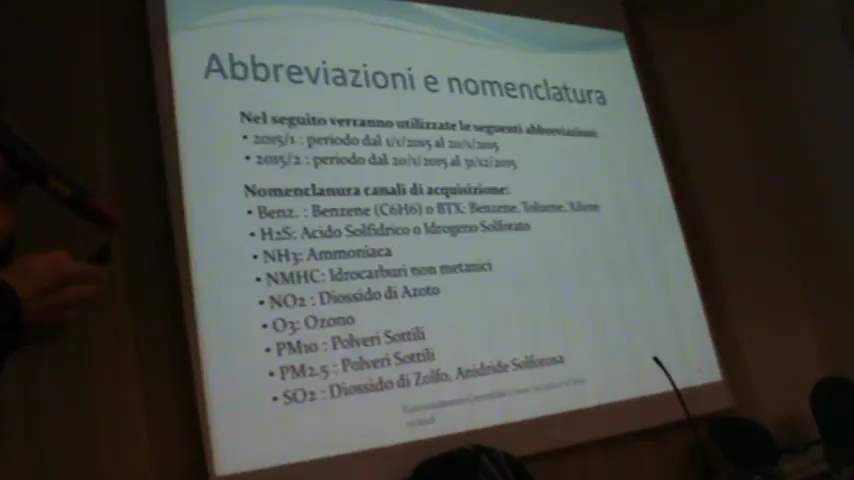 Abbreviazioni e nomenclatura
Nel seguito verranno utilizzate le seguenti abbreviazioni:
• 2015/1 : periodo dal 1/1/2015 al 20/1/2015
• 2015/2 : periodo dal 20/1/2015 al 31/12/2015
Nomenclanura canali di acquisizione:
• Benz. : Benzene (C6H6) o BTX: Benzene, Toluene, Xilene
• H2S: Acido Solfidrico o Idrogeno Solforato
• NH3: Ammoniaca
• NMHC: Idrocarburi non metanici
• NO2 : Diossido di Azoto
• O3: Ozono
• PM10 : Polveri Sottili
• PM2.5 : Polveri Sottili
• SO2 : Diossido di Zolfo, Anidride Solforosa